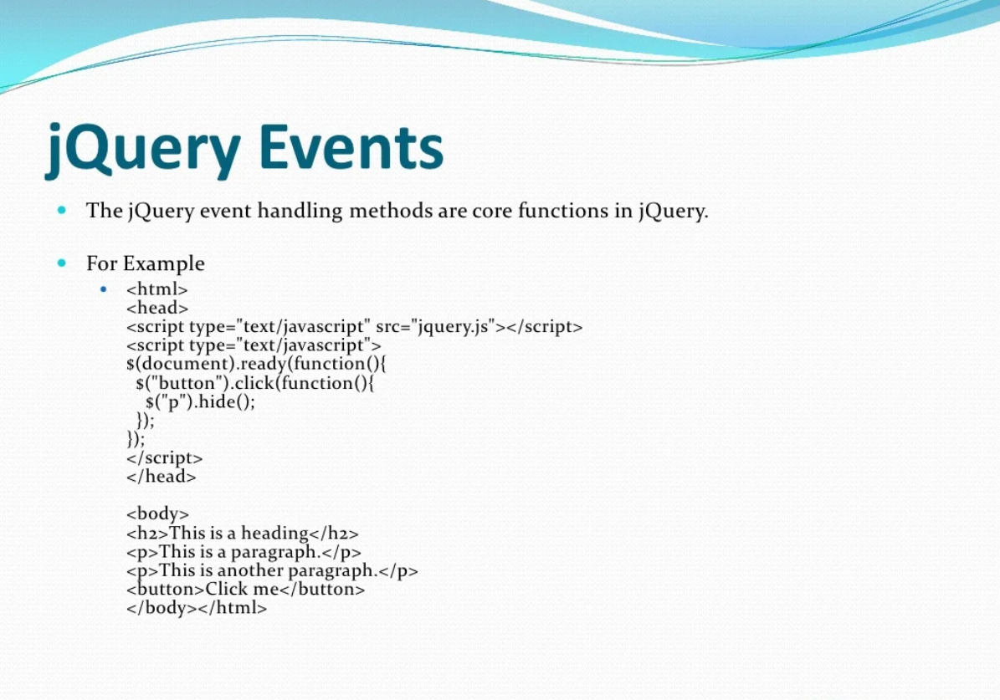 jQuery Events
• The jQuery event handling methods are core functions in jQuery.
• For Example
• <html>
<head>
<script type="text/javascript" src="jquery.js"></script>
<script type="text/javascript">
$(document).ready(function(){
  $("button").click(function(){
    $("p").hide();
  });
});
</script>
</head>
<body>
<h2>This is a heading</h2>
<p>This is a paragraph.</p>
<p>This is another paragraph.</p>
<button>Click me</button>
</body></html>